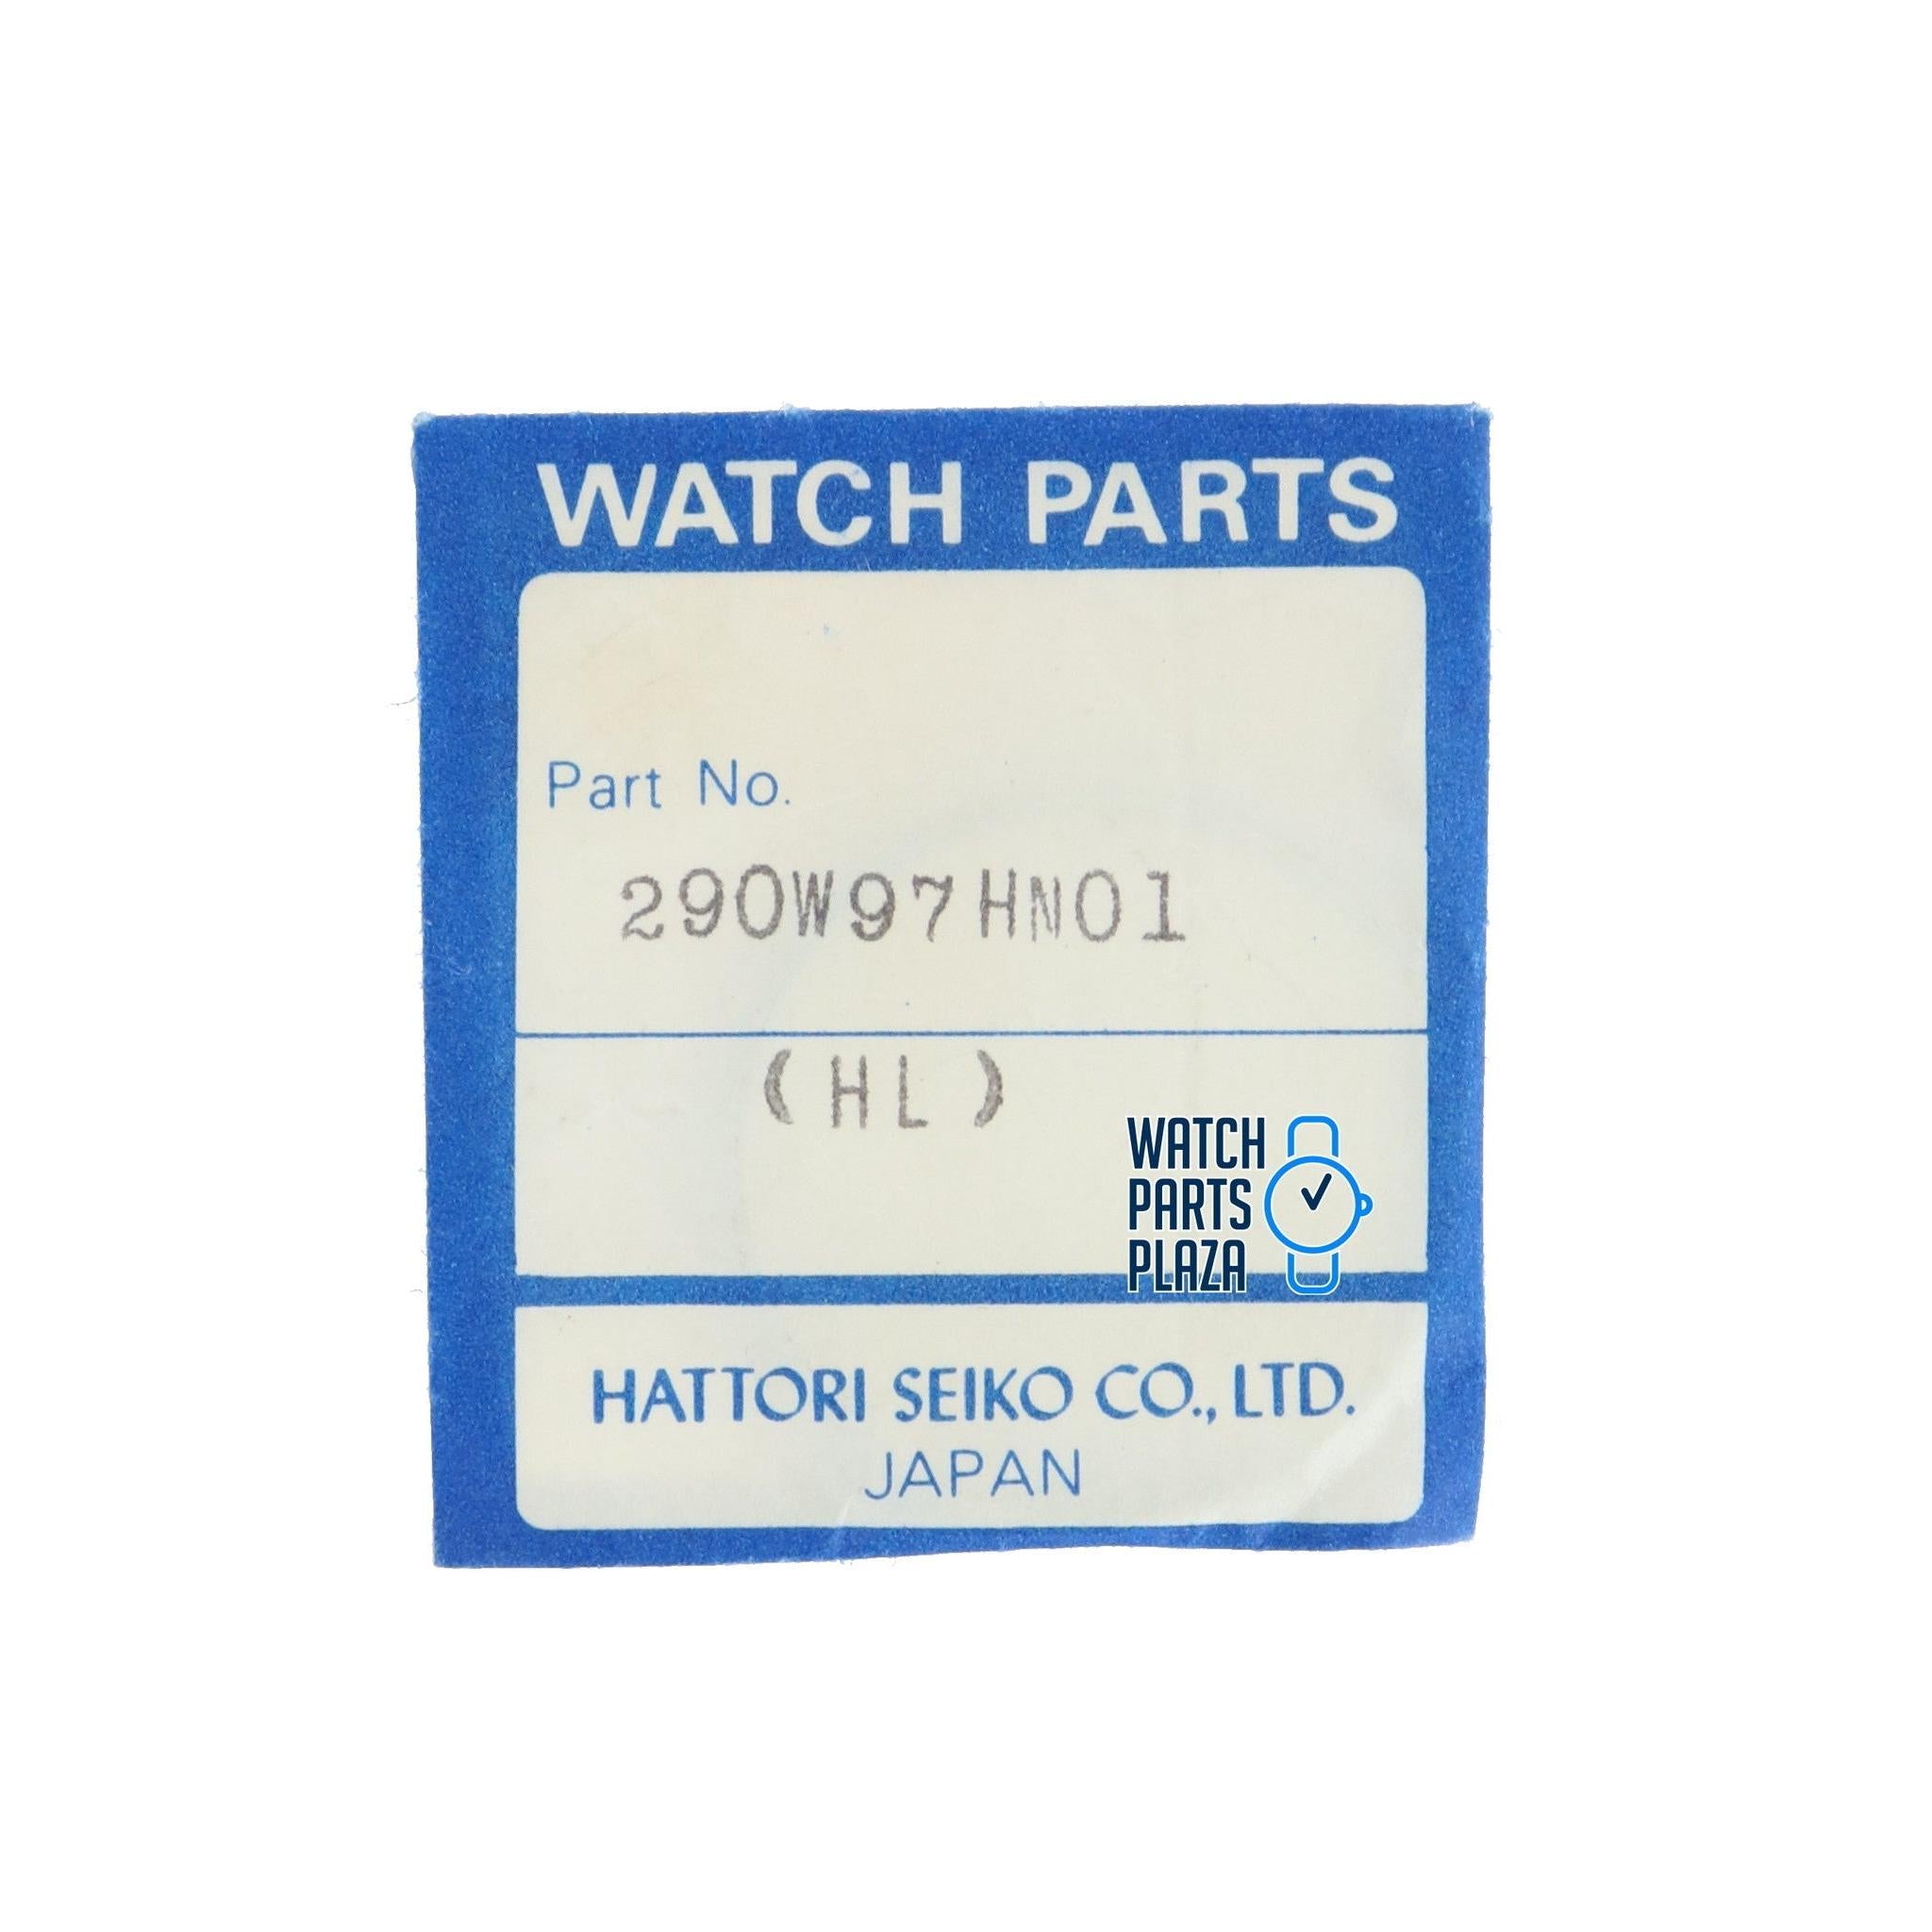 WATCH PARTS
Part No.
290W97HN01
(HL)
WATCH
PARTS
PLAZA
HATTORI SEIKO CO., LTD.
JAPAN